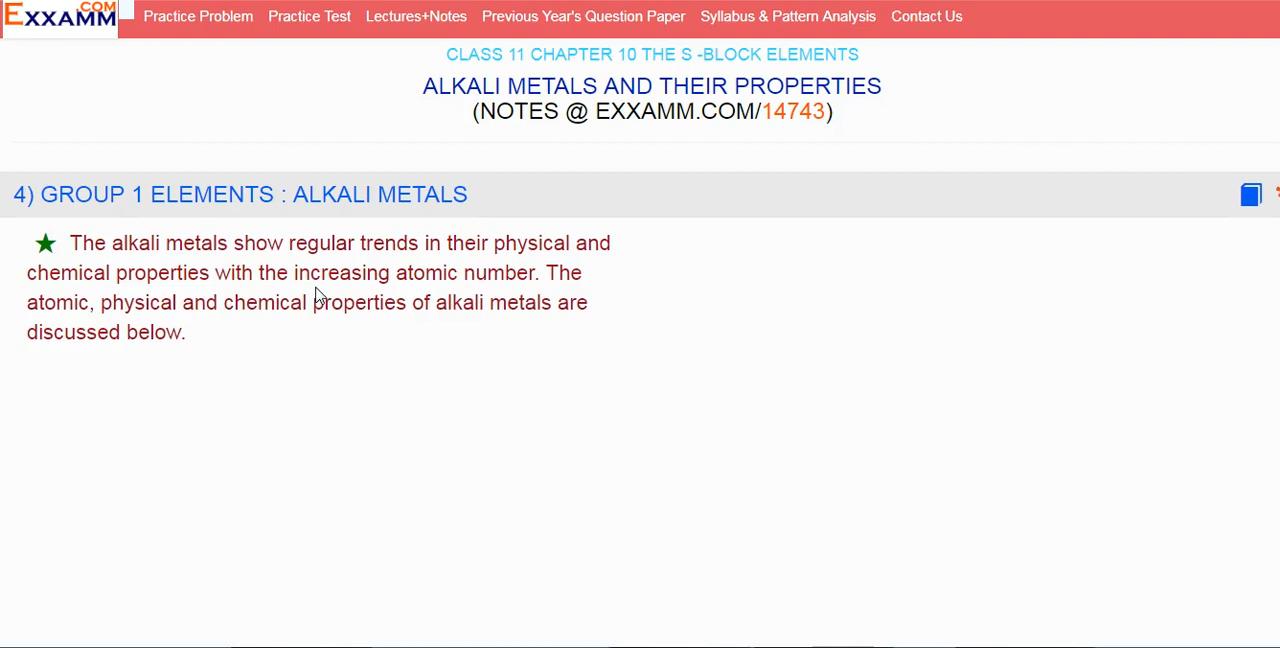 EXXAMM.COM
Practice Problem Practice Test Lectures+Notes Previous Year's Question Paper Syllabus & Pattern Analysis Contact Us
CLASS 11 CHAPTER 10 THE S -BLOCK ELEMENTS
ALKALI METALS AND THEIR PROPERTIES
(NOTES @ EXXAMM.COM/14743)
4) GROUP 1 ELEMENTS : ALKALI METALS
The alkali metals show regular trends in their physical and
chemical properties with the increasing atomic number. The
atomic, physical and chemical properties of alkali metals are
discussed below.